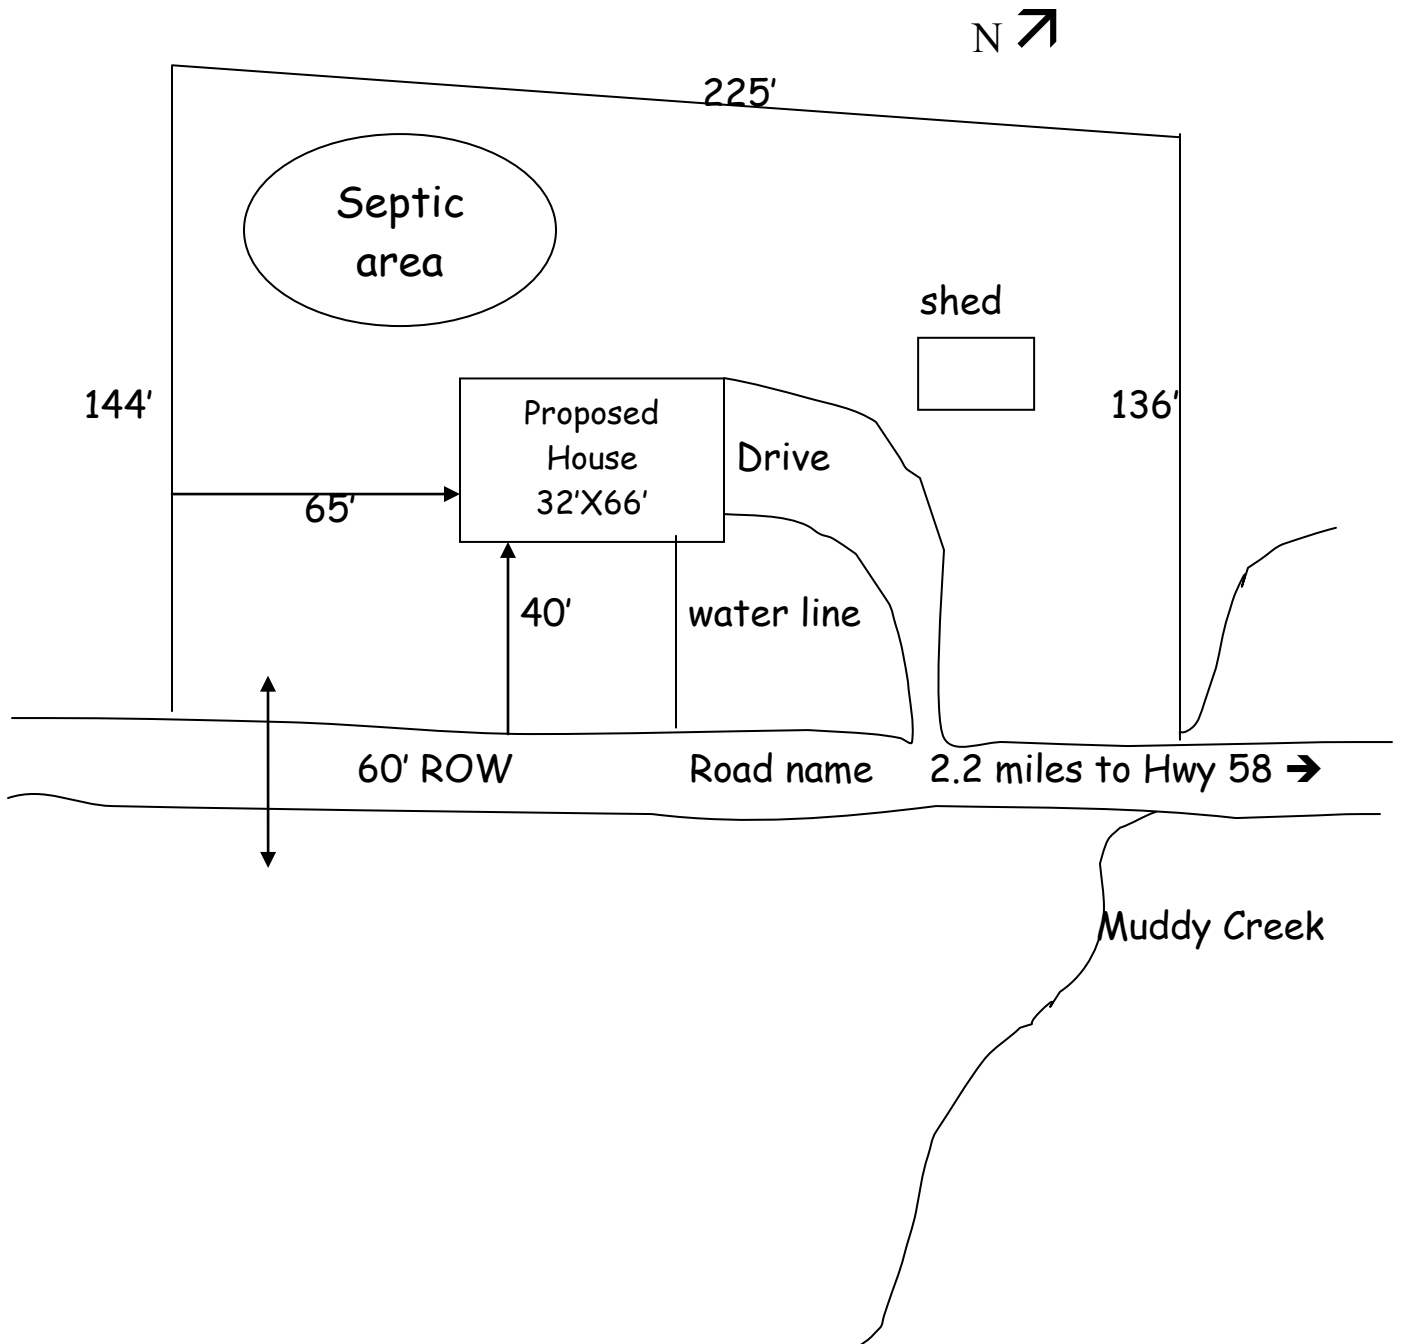 N
225'
Septic
area
shed
144'
136'
Proposed
House
32'X66'
Drive
65'
40'
water line
60' ROW
Road name
2.2 miles to Hwy 58 →
Muddy Creek